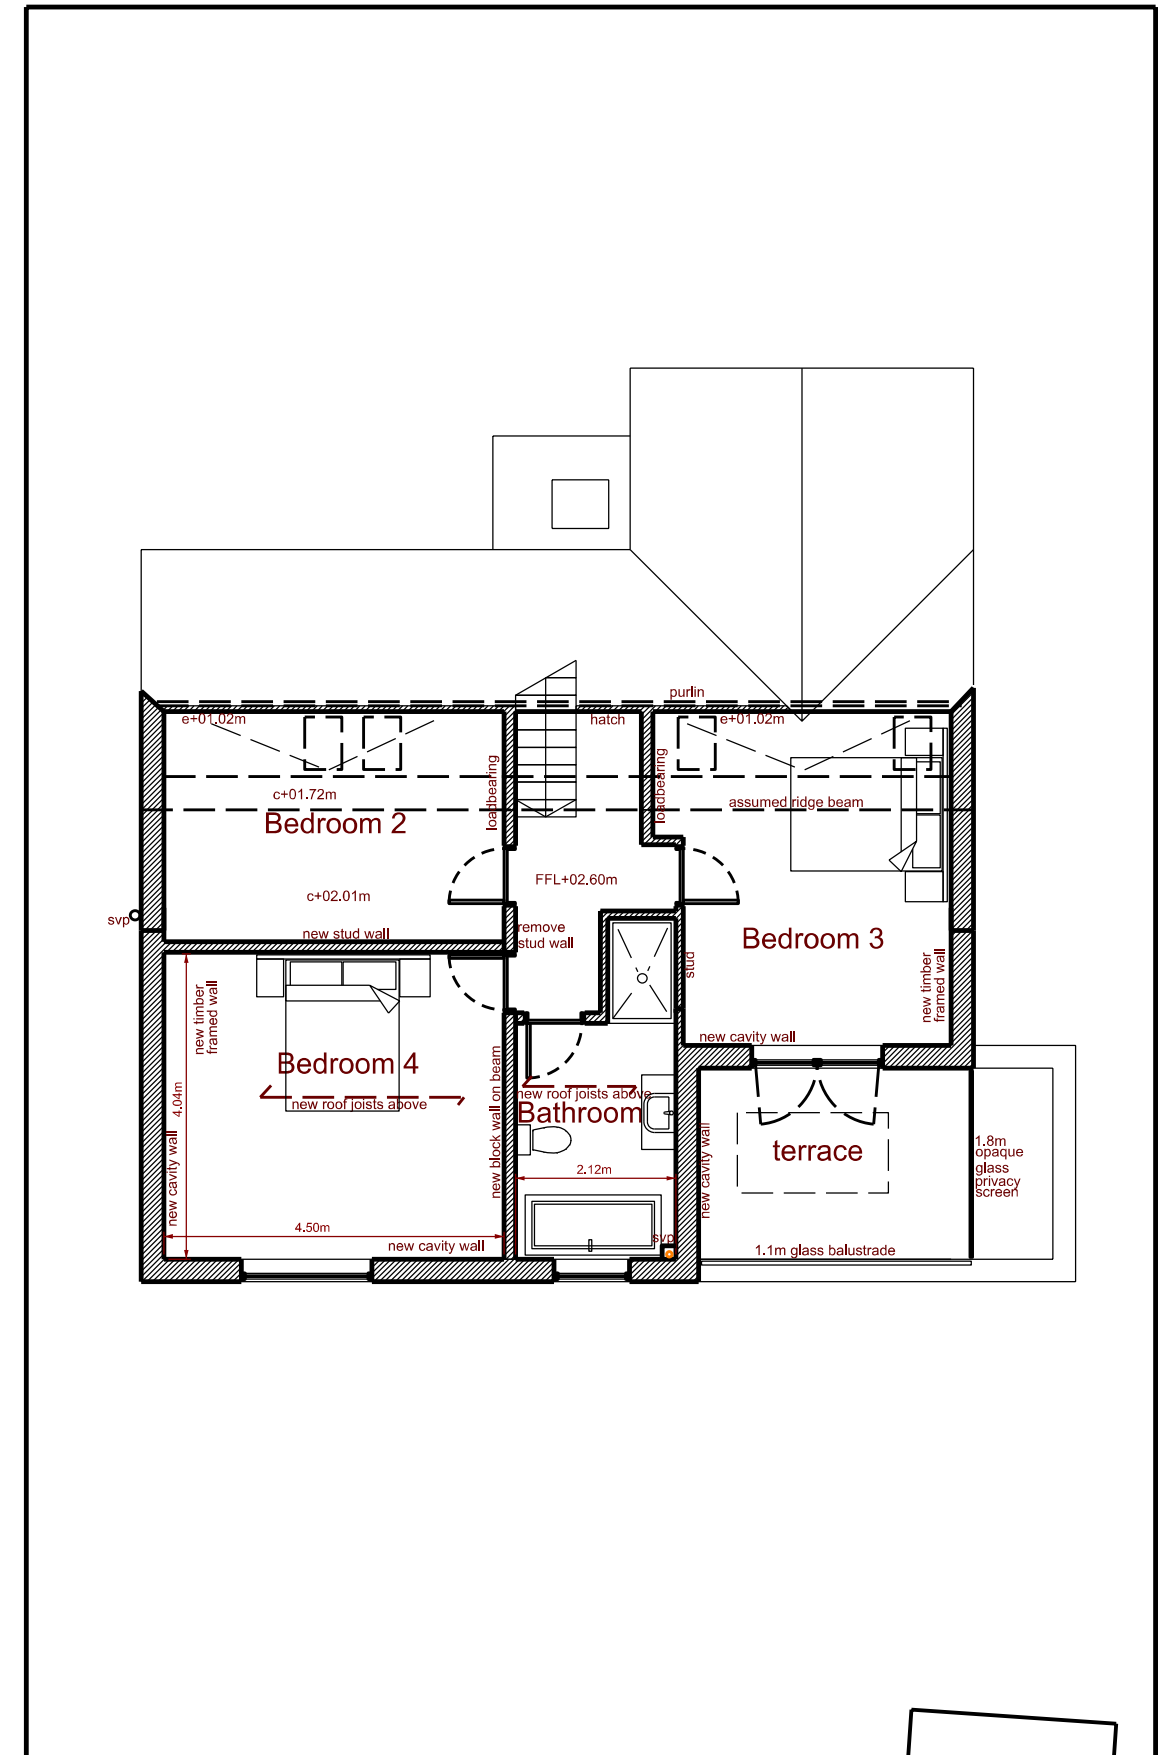 purlin
e+01.02m
hatch
e+01.02m
loadbearing
loadbearing
c+01.72m
assumed ridge beam
Bedroom 2
FFL+02.60m
c+02.01m
svp
new stud wall
remove
stud wall
Bedroom 3
stud
new timber
framed wall
new timber
framed wall
new cavity wall
Bedroom 4
new roof joists above
4.04m
new block wall on beam
new roof joists above
Bathroom
new cavity wall
new cavity wall
terrace
1.8m
opaque
glass
privacy
screen
2.12m
4.50m
new cavity wall
svp
1.1m glass balustrade